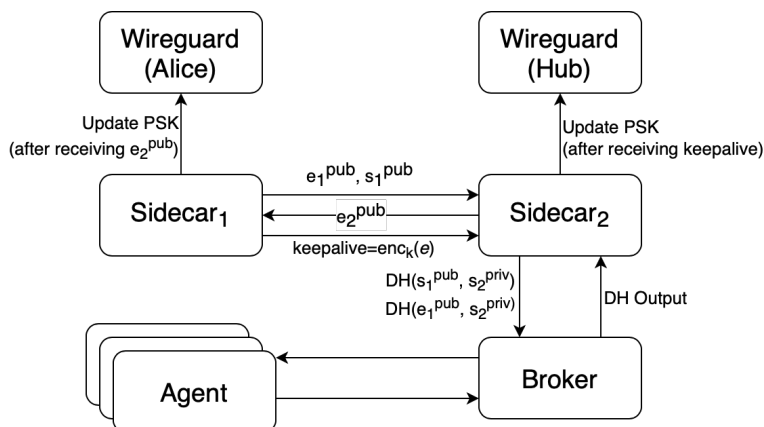 Wireguard
(Alice)
Wireguard
(Hub)
Update PSK
(after receiving e₂ᵖᵘᵇ)
Update PSK
(after receiving keepalive)
e₁ᵖᵘᵇ, s₁ᵖᵘᵇ
Sidecar₁
e₂ᵖᵘᵇ
Sidecar₂
keepalive=encₖ(e)
DH(s₁ᵖᵘᵇ, s₂ᵖʳⁱᵛ)
DH(e₁ᵖᵘᵇ, s₂ᵖʳⁱᵛ)
DH Output
Agent
Broker